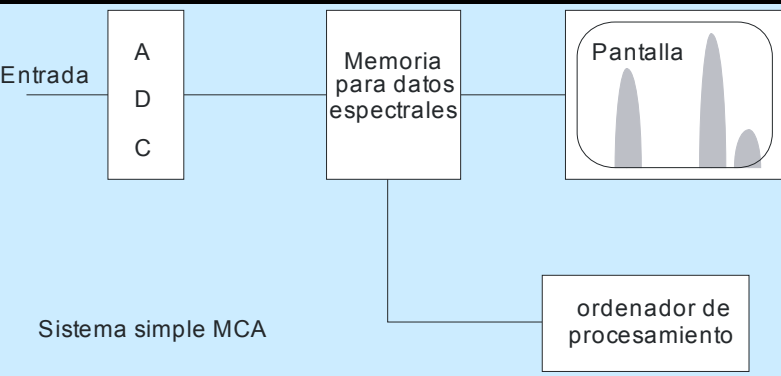 Entrada
A
D
C
Memoria
para datos
espectrales
Pantalla
ordenador de
procesamiento
Sistema simple MCA